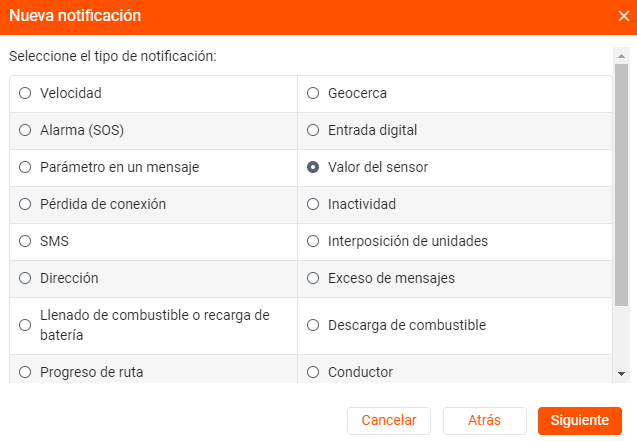 Nueva notificación
Seleccione el tipo de notificación:
Velocidad
Geocerca
Alarma (SOS)
Entrada digital
Parámetro en un mensaje
Valor del sensor
Pérdida de conexión
Inactividad
SMS
Interposición de unidades
Dirección
Exceso de mensajes
Llenado de combustible o recarga de
batería
Descarga de combustible
Progreso de ruta
Conductor
Cancelar
Atrás
Siguiente